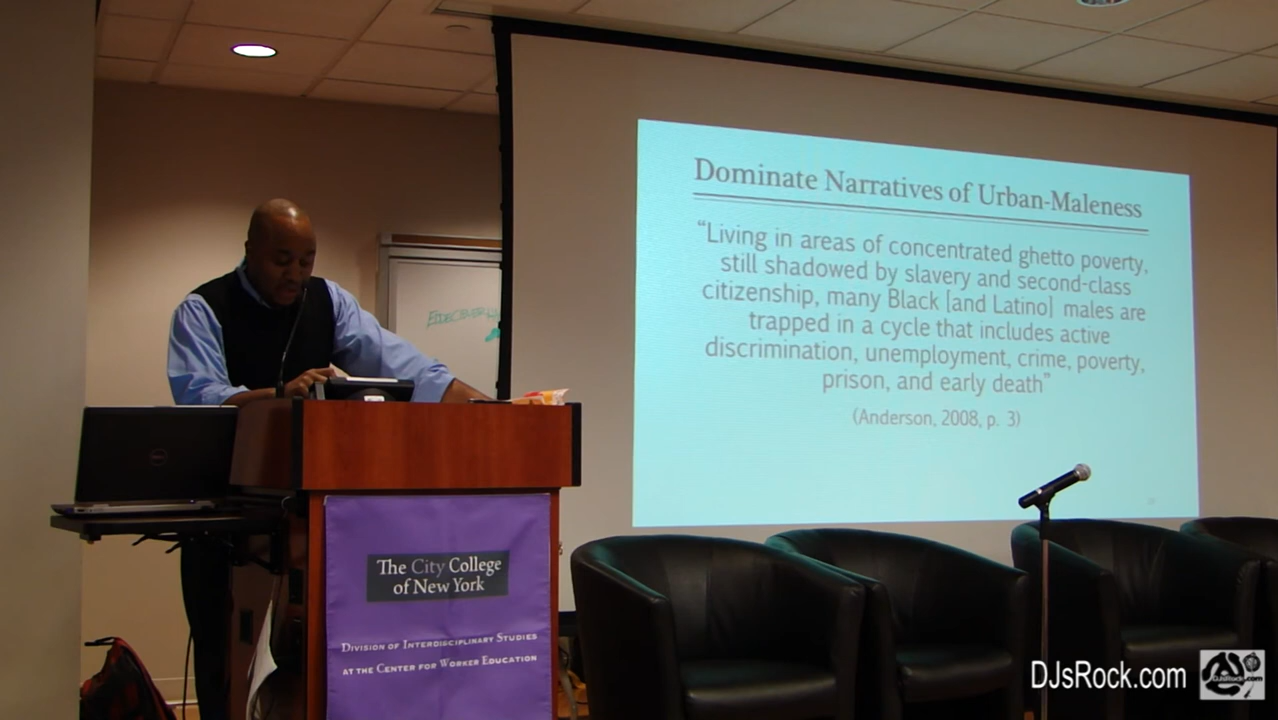 Dominate Narratives of Urban-Maleness
“Living in areas of concentrated ghetto poverty,
still shadowed by slavery and second-class
citizenship, many Black [and Latino] males are
trapped in a cycle that includes active
discrimination, unemployment, crime, poverty,
prison, and early death”
(Anderson, 2008, p. 3)
The City College
of New York
DIVISION OF INTERDISCIPLINARY STUDIES
AT THE CENTER FOR WORKER EDUCATION
DJsRock.com
DJsRock.com